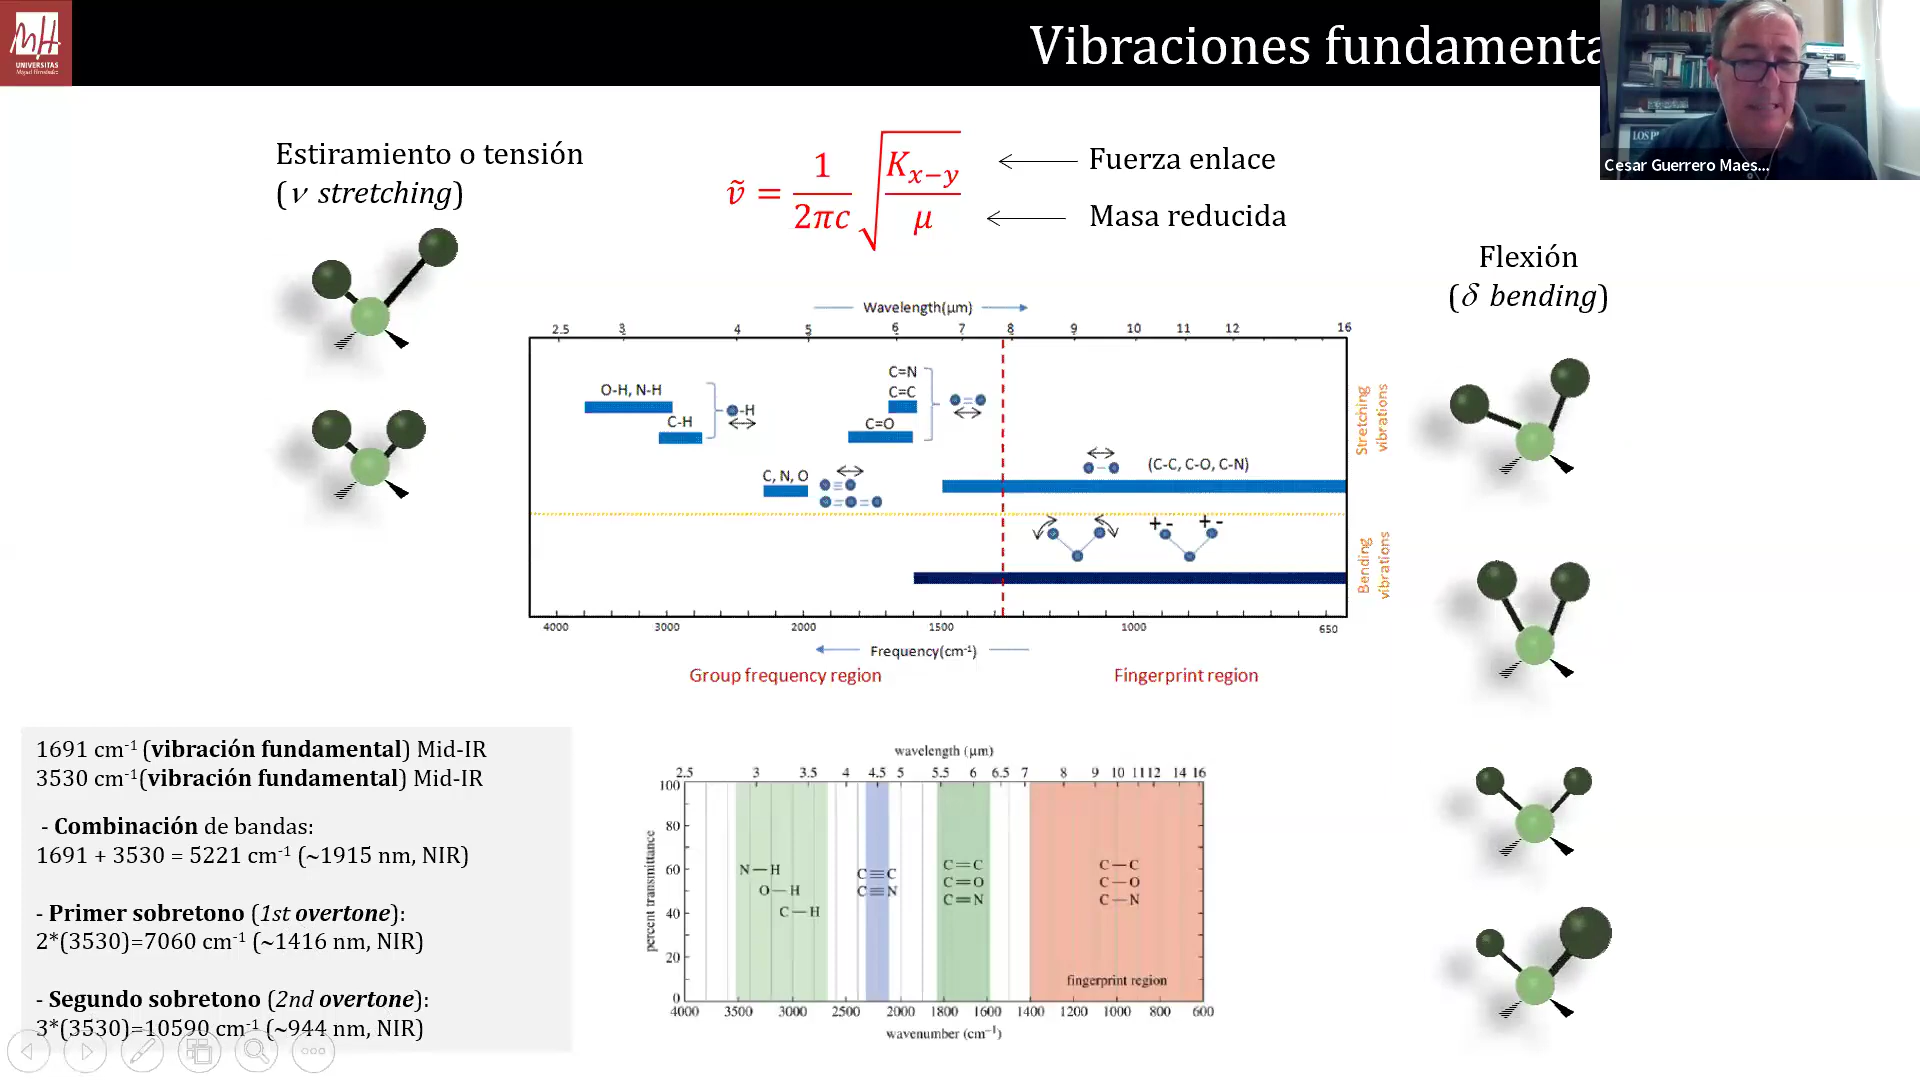 UNIVERSITAS
Miguel Hernández
Vibraciones fundamenta
LOS P
Cesar Guerrero Maes...
Estiramiento o tensión
(ν stretching)
ṽ = 1 / 2πc √ K x−y / μ
Fuerza enlace
Masa reducida
Flexión
(δ bending)
Wavelength(μm)
2.5 3 4 5 6 7 8 9 10 11 12 16
O-H, N-H
C-H
-H
C=N
C=C
C=O
C, N, O
(C-C, C-O, C-N)
+ - + -
Stretching vibrations
Bending vibrations
4000 3000 2000 1500 1000 650
Frequency(cm-1)
Group frequency region
Fingerprint region
1691 cm-1 (vibración fundamental) Mid-IR
3530 cm-1(vibración fundamental) Mid-IR
- Combinación de bandas:
1691 + 3530 = 5221 cm-1 (~1915 nm, NIR)
- Primer sobretono (1st overtone):
2*(3530)=7060 cm-1 (~1416 nm, NIR)
- Segundo sobretono (2nd overtone):
3*(3530)=10590 cm-1 (~944 nm, NIR)
wavelength (μm)
2.5 3 3.5 4 4.5 5 5.5 6 6.5 7 8 9 10 11 12 14 16
percent transmittance
100
80
60
40
20
0
N—H
O—H
C—H
C≡C
C≡N
C=C
C=O
C=N
C—C
C—O
C—N
fingerprint region
4000 3500 3000 2500 2000 1800 1600 1400 1200 1000 800 600
wavenumber (cm−1)